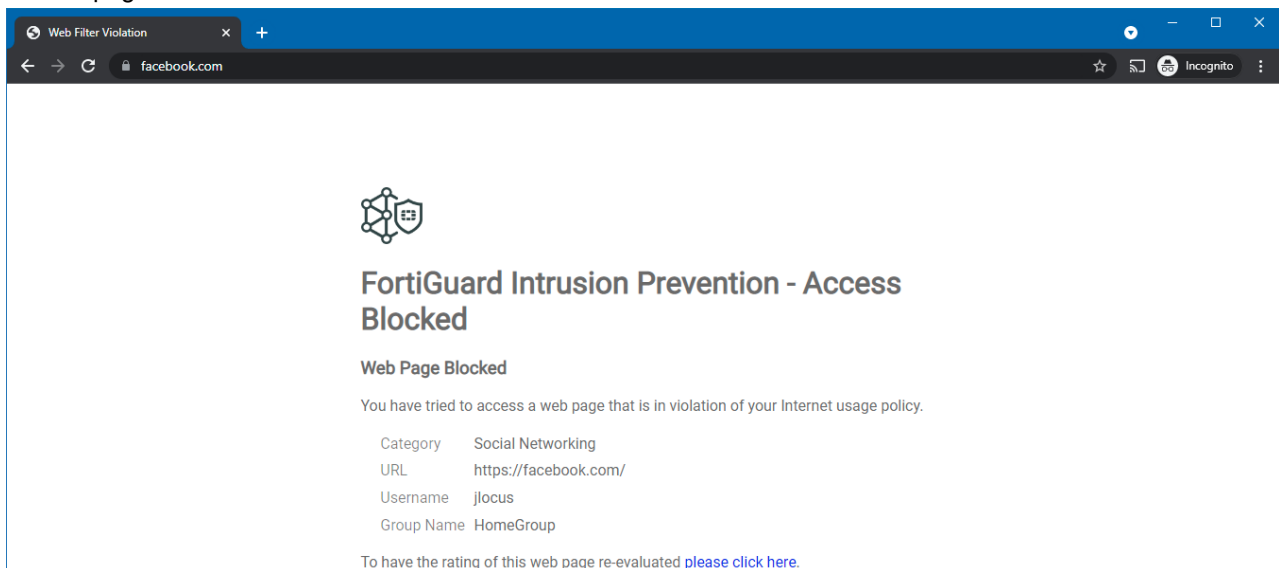 Web Filter Violation
facebook.com
Incognito
FortiGuard Intrusion Prevention - Access
Blocked
Web Page Blocked
You have tried to access a web page that is in violation of your Internet usage policy.
Category Social Networking
URL https://facebook.com/
Username jlocus
Group Name HomeGroup
To have the rating of this web page re-evaluated please click here.